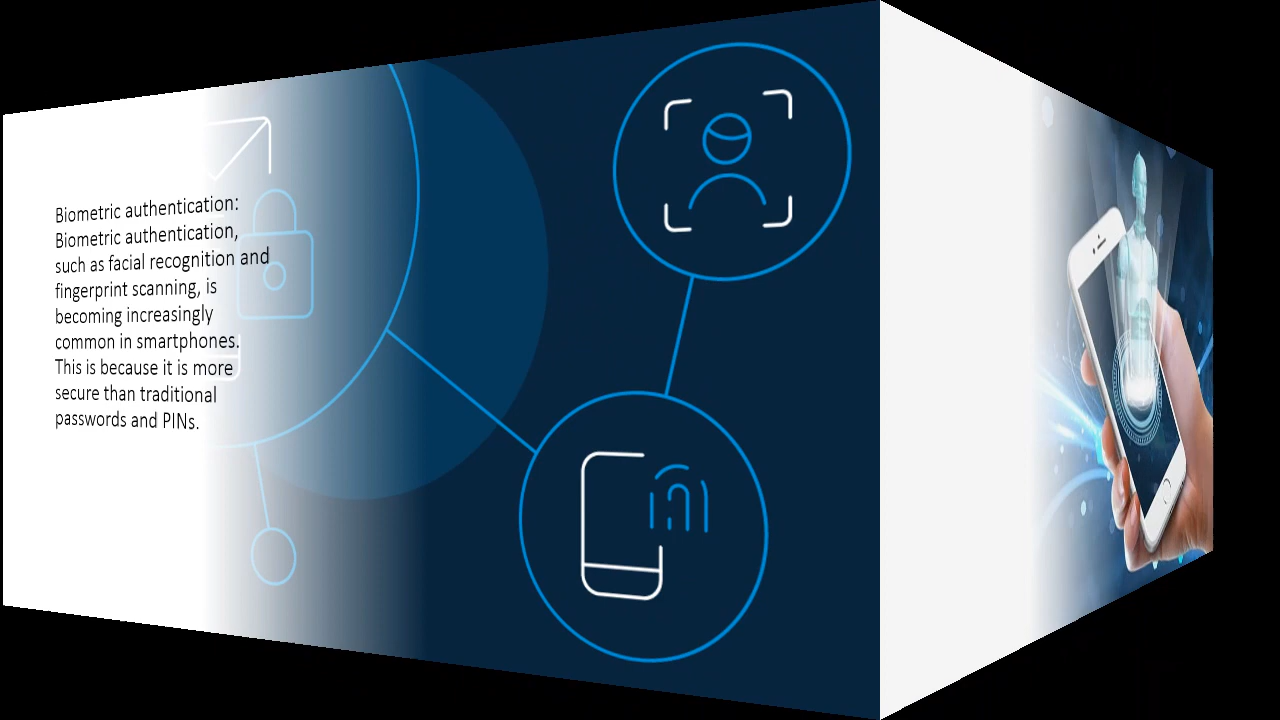 Biometric authentication:
Biometric authentication,
such as facial recognition and
fingerprint scanning, is
becoming increasingly
common in smartphones.
This is because it is more
secure than traditional
passwords and PINs.